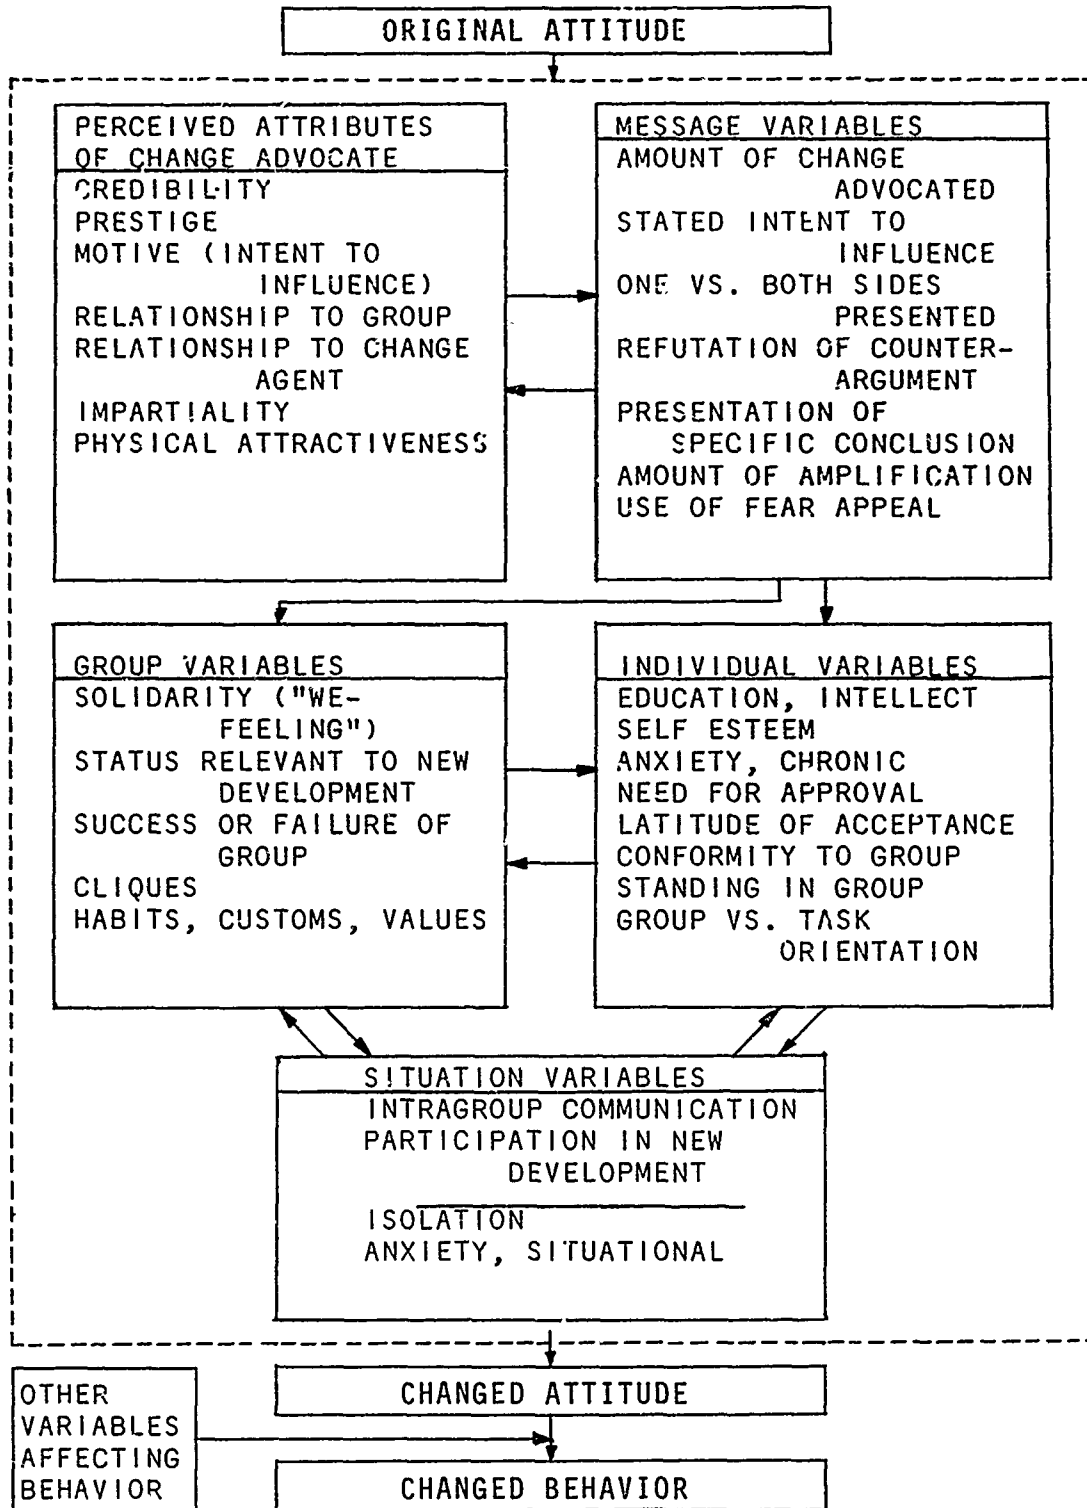 ORIGINAL ATTITUDE
PERCEIVED ATTRIBUTES
OF CHANGE ADVOCATE
CREDIBILITY
PRESTIGE
MOTIVE (INTENT TO
INFLUENCE)
RELATIONSHIP TO GROUP
RELATIONSHIP TO CHANGE
AGENT
IMPARTIALITY
PHYSICAL ATTRACTIVENESS
MESSAGE VARIABLES
AMOUNT OF CHANGE
ADVOCATED
STATED INTENT TO
INFLUENCE
ONE VS. BOTH SIDES
PRESENTED
REFUTATION OF COUNTER-
ARGUMENT
PRESENTATION OF
SPECIFIC CONCLUSION
AMOUNT OF AMPLIFICATION
USE OF FEAR APPEAL
GROUP VARIABLES
SOLIDARITY ("WE-
FEELING")
STATUS RELEVANT TO NEW
DEVELOPMENT
SUCCESS OR FAILURE OF
GROUP
CLIQUES
HABITS, CUSTOMS, VALUES
INDIVIDUAL VARIABLES
EDUCATION, INTELLECT
SELF ESTEEM
ANXIETY, CHRONIC
NEED FOR APPROVAL
LATITUDE OF ACCEPTANCE
CONFORMITY TO GROUP
STANDING IN GROUP
GROUP VS. TASK
ORIENTATION
SITUATION VARIABLES
INTRAGROUP COMMUNICATION
PARTICIPATION IN NEW
DEVELOPMENT
ISOLATION
ANXIETY, SITUATIONAL
CHANGED ATTITUDE
OTHER
VARIABLES
AFFECTING
BEHAVIOR
CHANGED BEHAVIOR